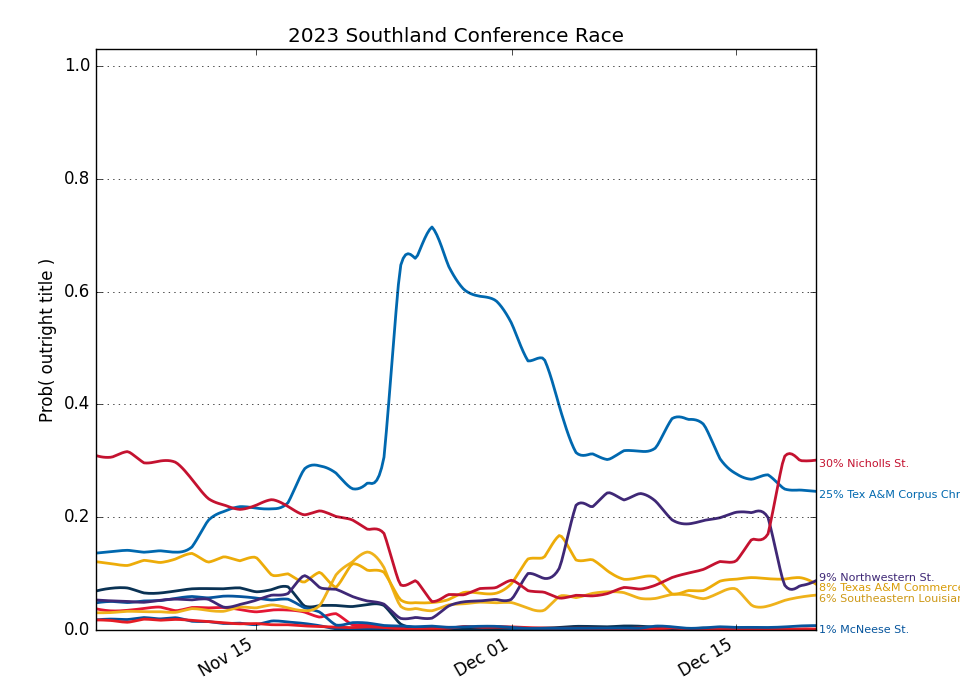 2023 Southland Conference Race
Prob( outright title )
1.0
0.8
0.6
0.4
0.2
0.0
Nov 15
Dec 01
Dec 15
30% Nicholls St.
25% Tex A&M Corpus Chr
9% Northwestern St.
8% Texas A&M Commerce
6% Southeastern Louisian
1% McNeese St.